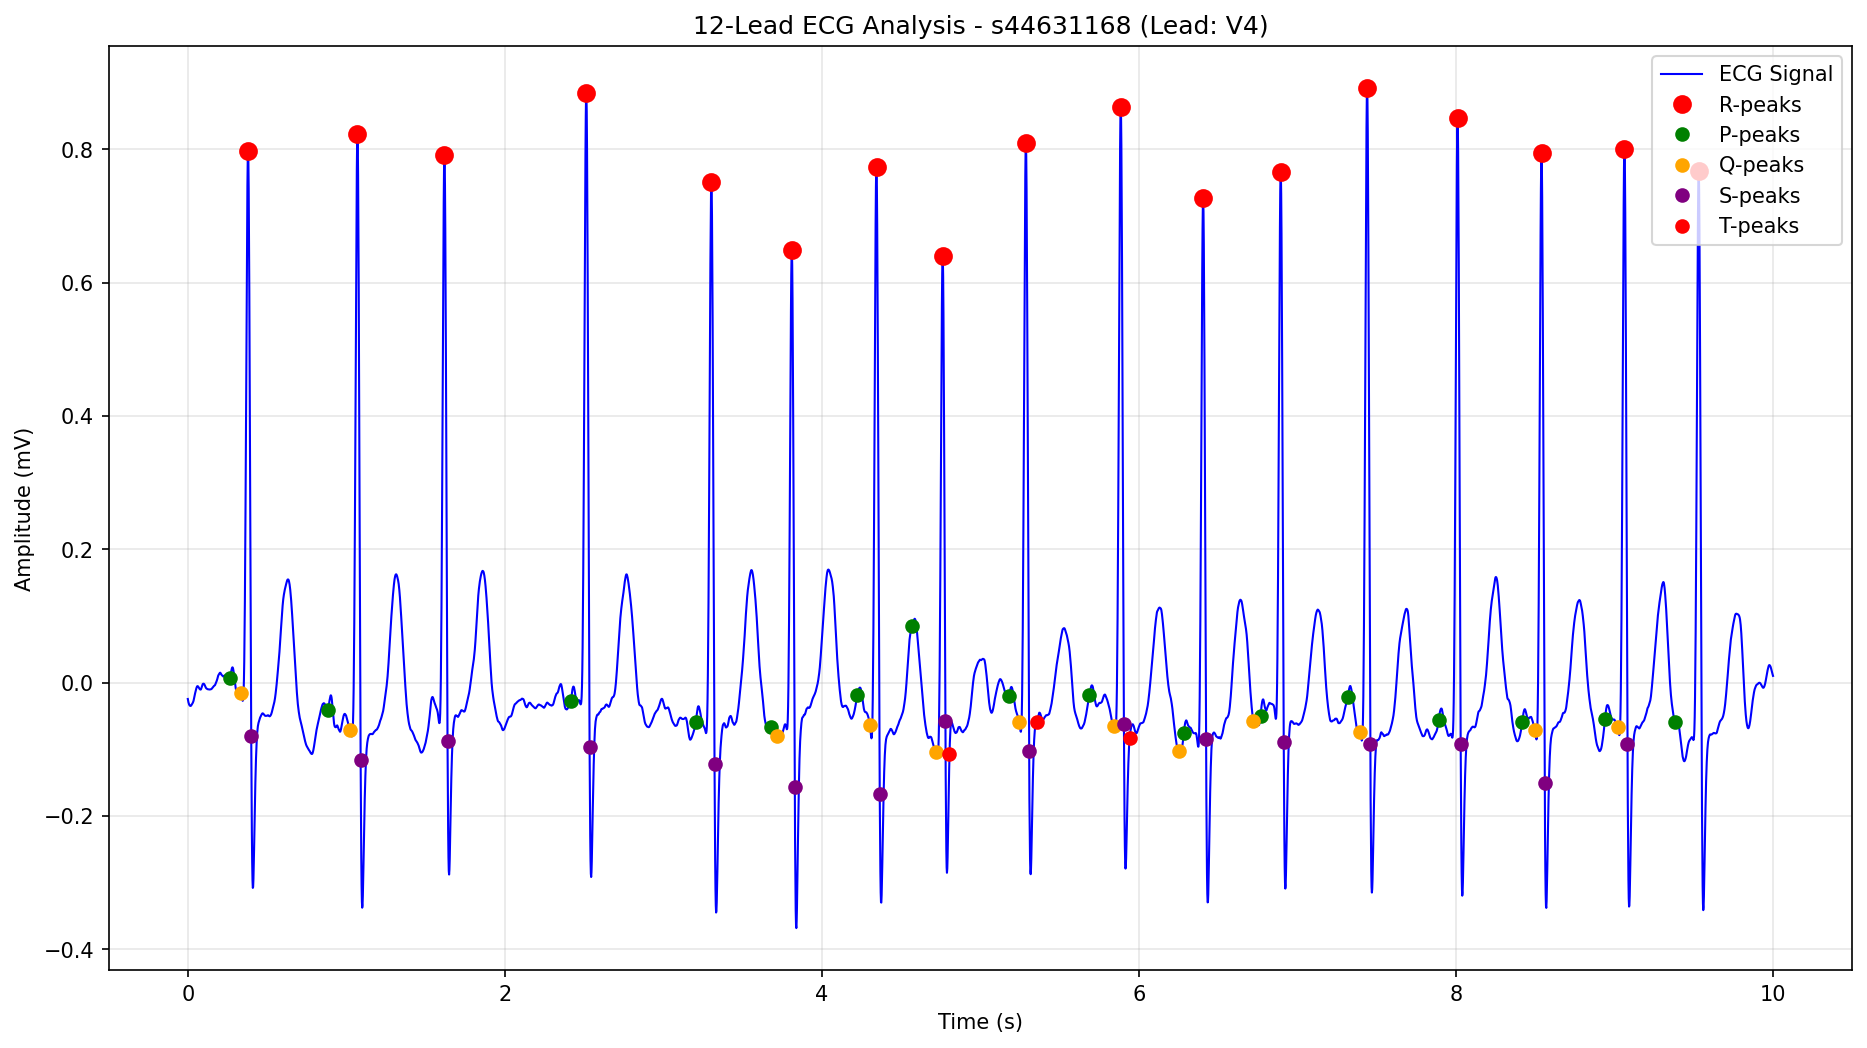 12-Lead ECG Analysis - s44631168 (Lead: V4)
ECG Signal
R-peaks
P-peaks
Q-peaks
S-peaks
T-peaks
Amplitude (mV)
0.8
0.6
0.4
0.2
0.0
−0.2
−0.4
0 2 4 6 8 10
Time (s)